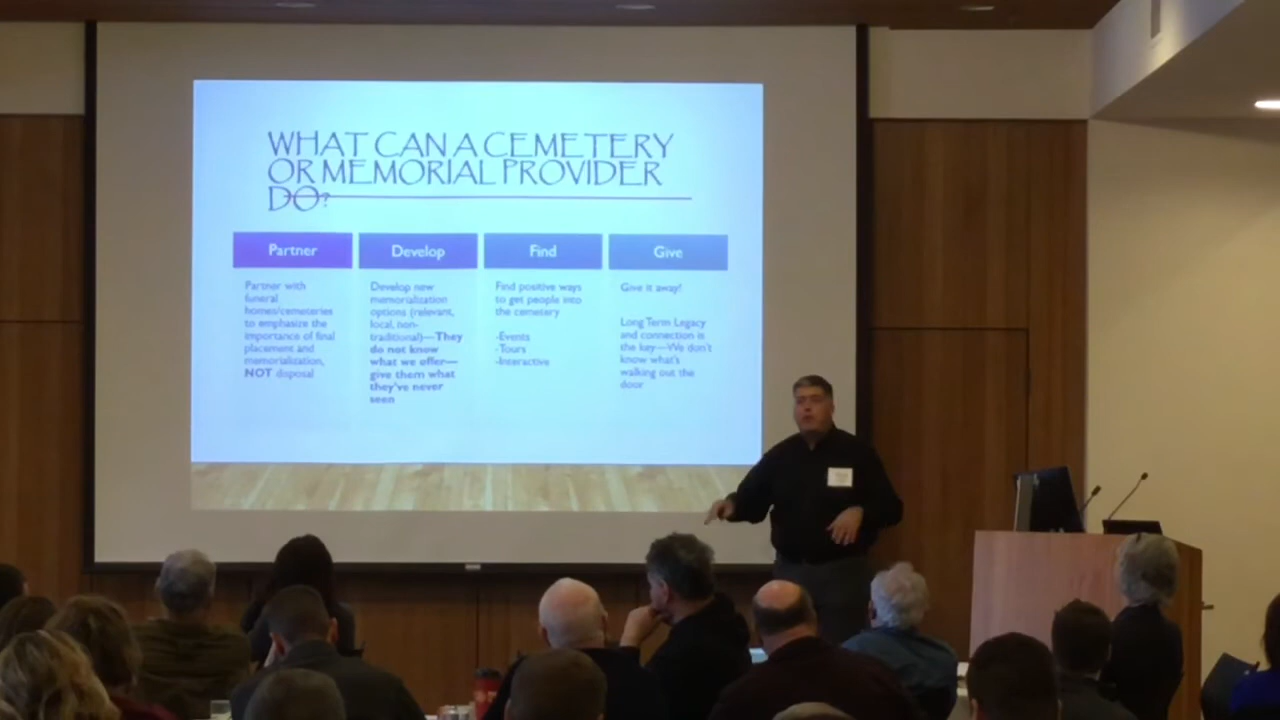 WHAT CAN A CEMETERY
OR MEMORIAL PROVIDER
DO?
Partner
Partner with
funeral
homes/cemeteries
to emphasize the
importance of final
placement and
memorialization,
NOT disposal
Develop
Develop new
memorialization
options (relevant,
local, non-
traditional)—They
do not know
what we offer—
give them what
they've never
seen
Find
Find positive ways
to get people into
the cemetery
-Events
-Tours
-Interactive
Give
Give it away!
Long Term Legacy
and connection is
the key—We don't
know what's
walking out the
door